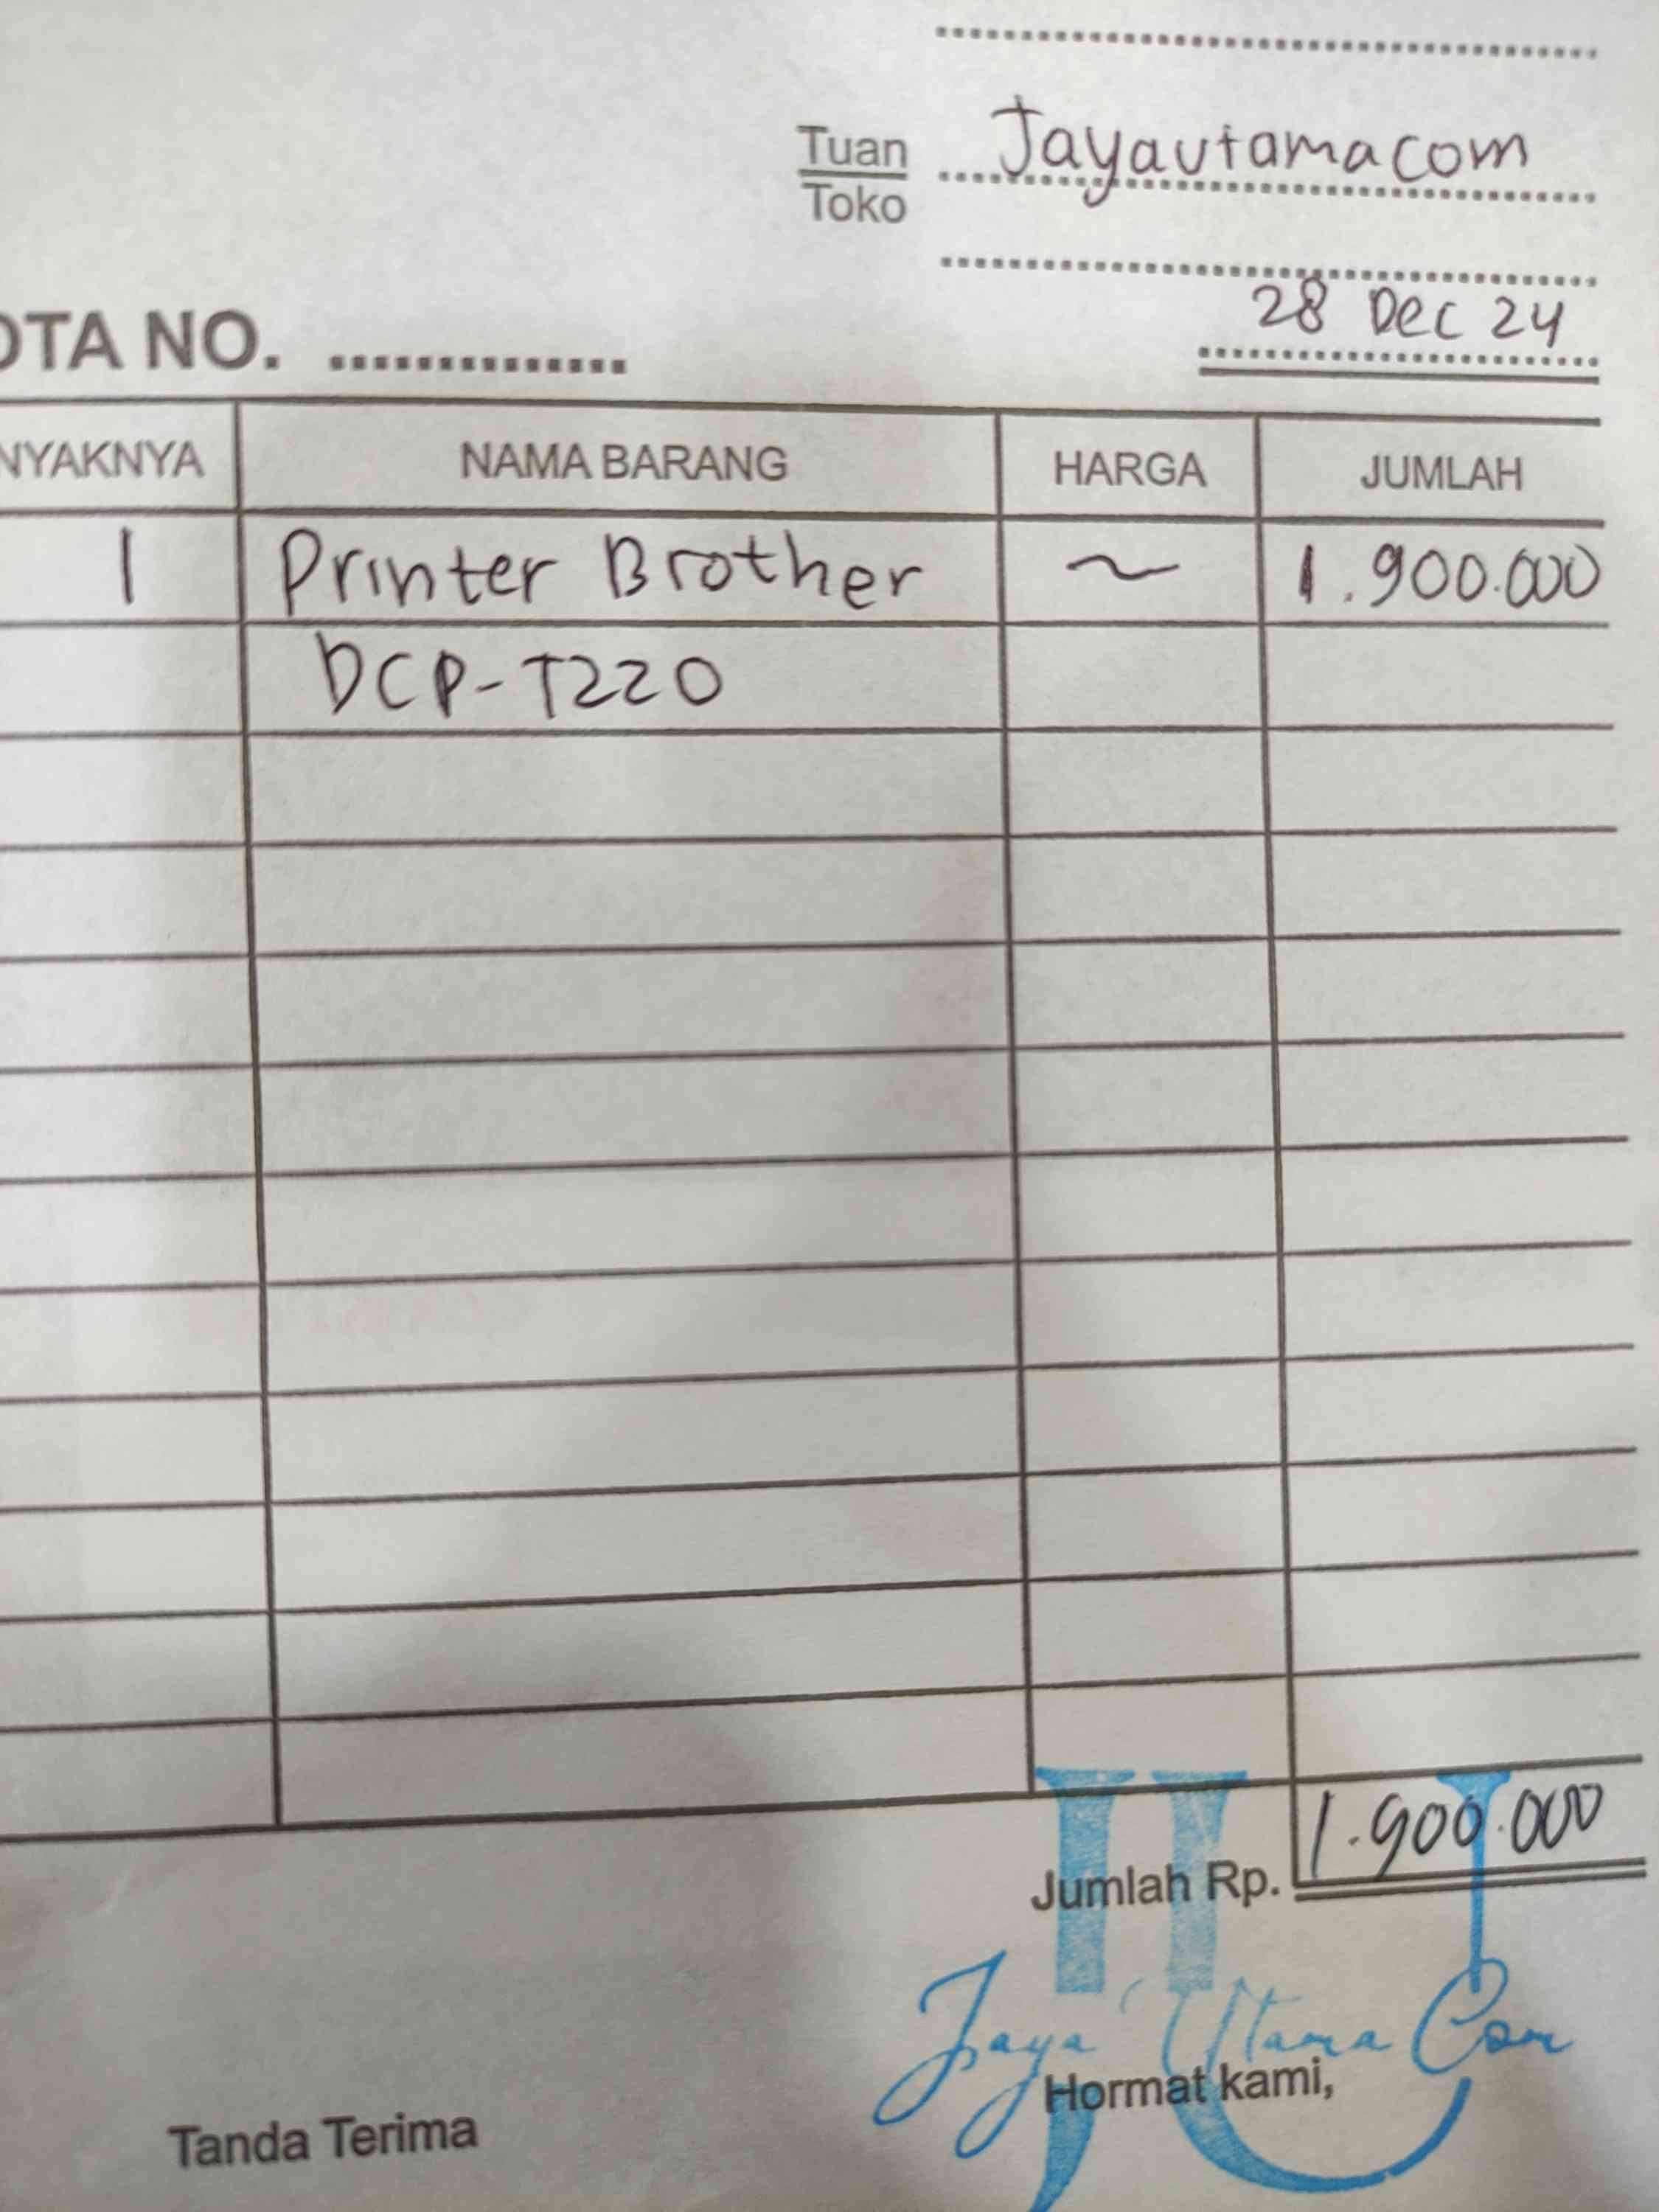 Tuan
Toko
Jayautamacom
28 Dec 24
OTA NO. ..............
NYAKNYA NAMA BARANG HARGA JUMLAH
1 Printer Brother ~ 1.900.000
DCP-T220
Jumlah Rp. 1.900.000
Jaya Utama Com
Hormat kami,
Tanda Terima